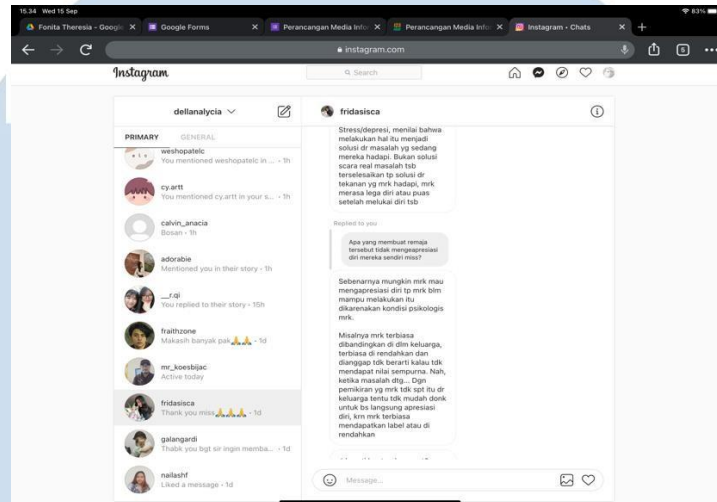 15.34 Wed 15 Sep
83%
Fonita Theresia - Google
Google Forms
Perancangan Media Infor
Perancangan Media Info
Instagram • Chats
instagram.com
5
Instagram
Search
dellanalycia
fridasisca
PRIMARY
GENERAL
weshopatelc
You mentioned weshopatelc in ... • 1h
cy.artt
You mentioned cy.artt in your s... • 1h
calvin_anacia
Bosan • 1h
adorabie
Mentioned you in their story • 1h
__r.qi
You replied to their story • 15h
fraithzone
Makasih banyak pak🙏🙏 • 1d
mr_koesbijac
Active today
fridasisca
Thank you miss🙏🙏🙏 • 1d
galangardi
Thabk you bgt sir ingin memba... • 1d
nailashf
Liked a message • 1d
Stress/depresi, menilai bahwa
melakukan hal itu menjadi
solusi dr masalah yg sedang
mereka hadapi. Bukan solusi
scara real masalah tsb
terselesaikan tp solusi dr
tekanan yg mrk hadapi, mrk
merasa lega diri atau puas
setelah melukai diri tsb
Replied to you
Apa yang membuat remaja
tersebut tidak mengeapresiasi
diri mereka sendiri miss?
Sebenarnya mungkin mrk mau
mengapresiasi diri tp mrk blm
mampu melakukan itu
dikarenakan kondisi psikologis
mrk.
Misalnya mrk terbiasa
dibandingkan di dlm keluarga,
terbiasa di rendahkan dan
dianggap tdk berarti kalau tdk
mendapat nilai sempurna. Nah,
ketika masalah dtg... Dgn
pemikiran yg mrk tdk spt itu dr
keluarga tentu tdk mudah donk
untuk bs langsung apresiasi
diri, krn mrk terbiasa
mendapatkan label atau di
rendahkan
Message...